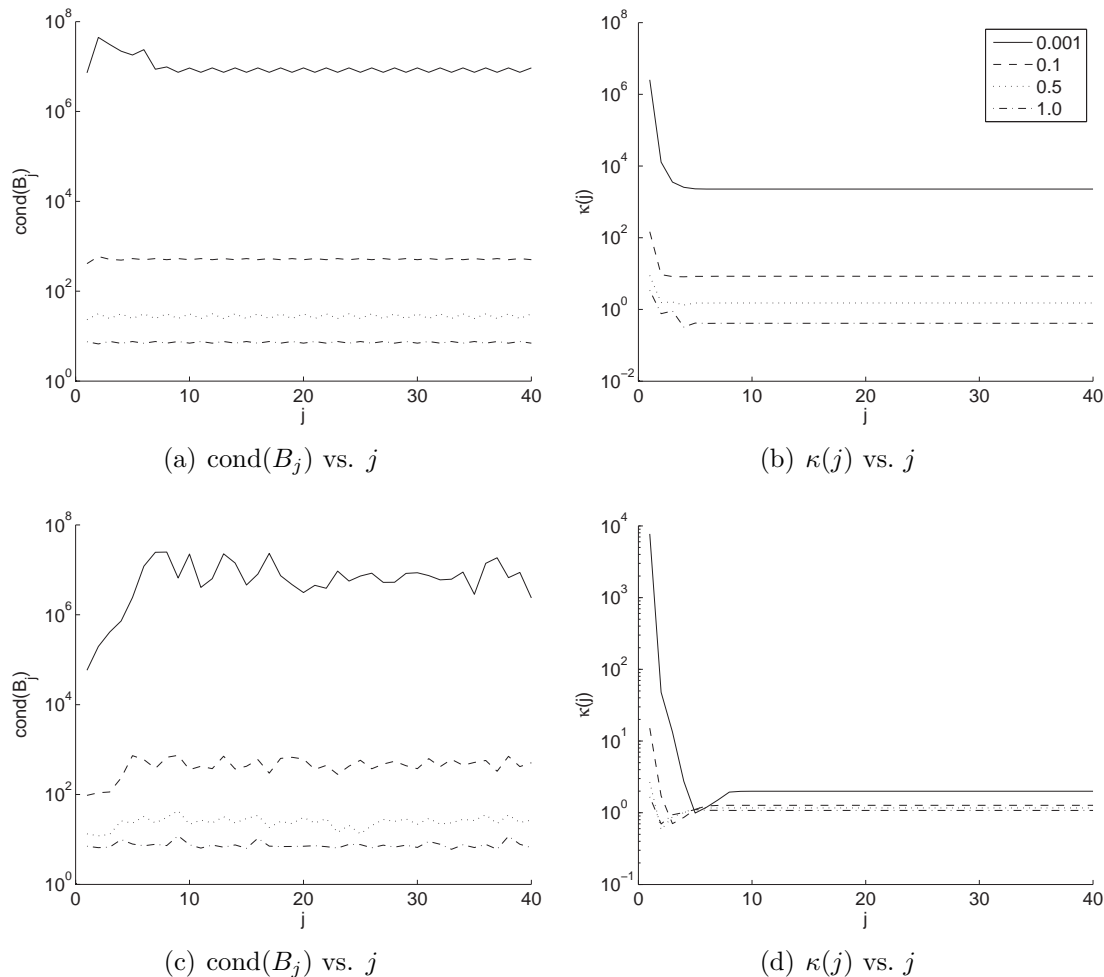 10^8
10^6
10^4
10^2
10^0
cond(B_j)
0 10 20 30 40
j
(a) cond(B_j) vs. j
10^8
10^6
10^4
10^2
10^0
10^−2
κ(j)
0 10 20 30 40
j
0.001
0.1
0.5
1.0
(b) κ(j) vs. j
10^8
10^6
10^4
10^2
10^0
cond(B_j)
0 10 20 30 40
j
(c) cond(B_j) vs. j
10^4
10^3
10^2
10^1
10^0
10^−1
κ(j)
0 10 20 30 40
j
(d) κ(j) vs. j